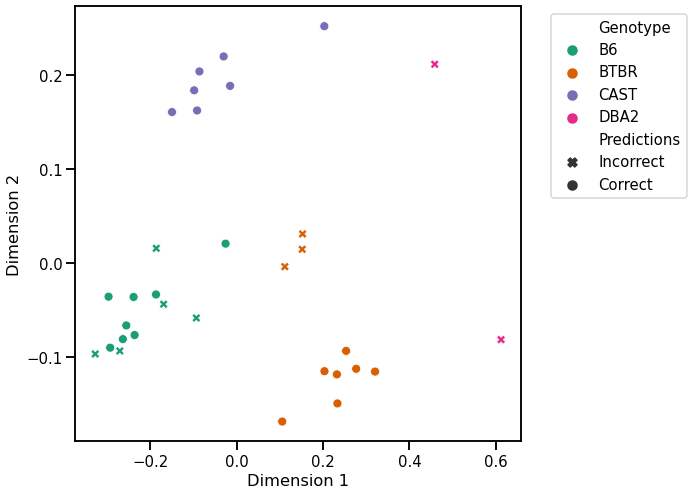 Genotype
B6
BTBR
CAST
DBA2
Predictions
Incorrect
Correct
0.2
0.1
0.0
−0.1
Dimension 2
−0.2
0.0
0.2
0.4
0.6
Dimension 1